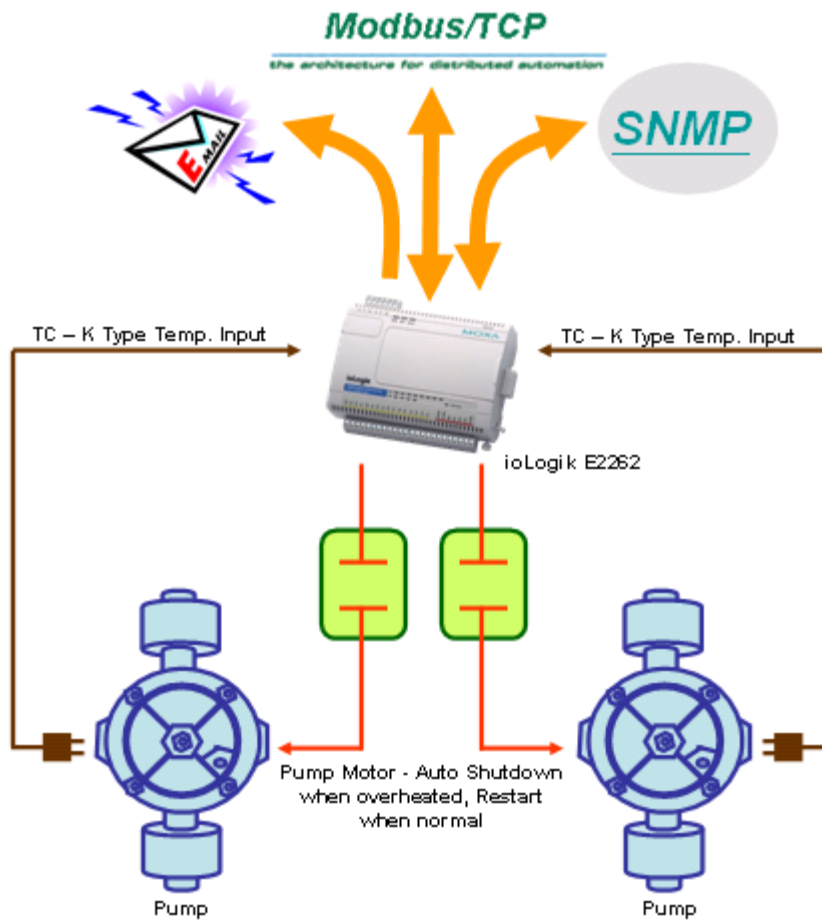 Modbus/TCP
the architecture for distributed automation
E MAIL
SNMP
TC – K Type Temp. Input
TC – K Type Temp. Input
MOXA
ioLogik
ioLogik E2262
Pump Motor - Auto Shutdown
when overheated, Restart
when normal
Pump
Pump